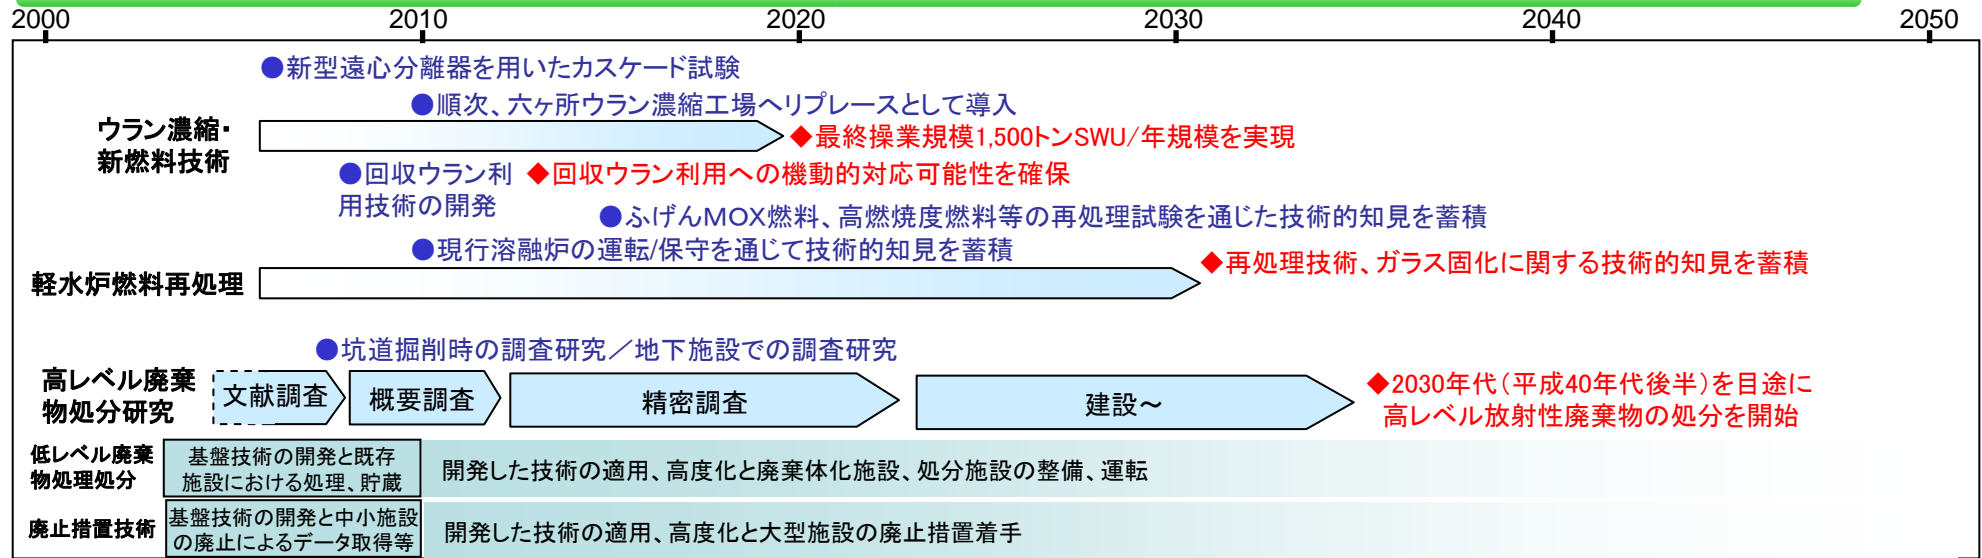 2000 2010 2020 2030 2040 2050
●新型遠心分離器を用いたカスケード試験
●順次、六ヶ所ウラン濃縮工場へリプレースとして導入
ウラン濃縮・
新燃料技術
◆最終操業規模1,500トンSWU/年規模を実現
●回収ウラン利
用技術の開発
◆回収ウラン利用への機動的対応可能性を確保
●ふげんMOX燃料、高燃焼度燃料等の再処理試験を通じた技術的知見を蓄積
●現行溶融炉の運転/保守を通じて技術的知見を蓄積
軽水炉燃料再処理
◆再処理技術、ガラス固化に関する技術的知見を蓄積
●坑道掘削時の調査研究／地下施設での調査研究
高レベル廃棄
物処分研究
文献調査
概要調査
精密調査
建設～
◆2030年代（平成40年代後半）を目途に
高レベル放射性廃棄物の処分を開始
低レベル廃棄
物処理処分
基盤技術の開発と既存
施設における処理、貯蔵
開発した技術の適用、高度化と廃棄体化施設、処分施設の整備、運転
廃止措置技術
基盤技術の開発と中小施設
の廃止によるデータ取得等
開発した技術の適用、高度化と大型施設の廃止措置着手